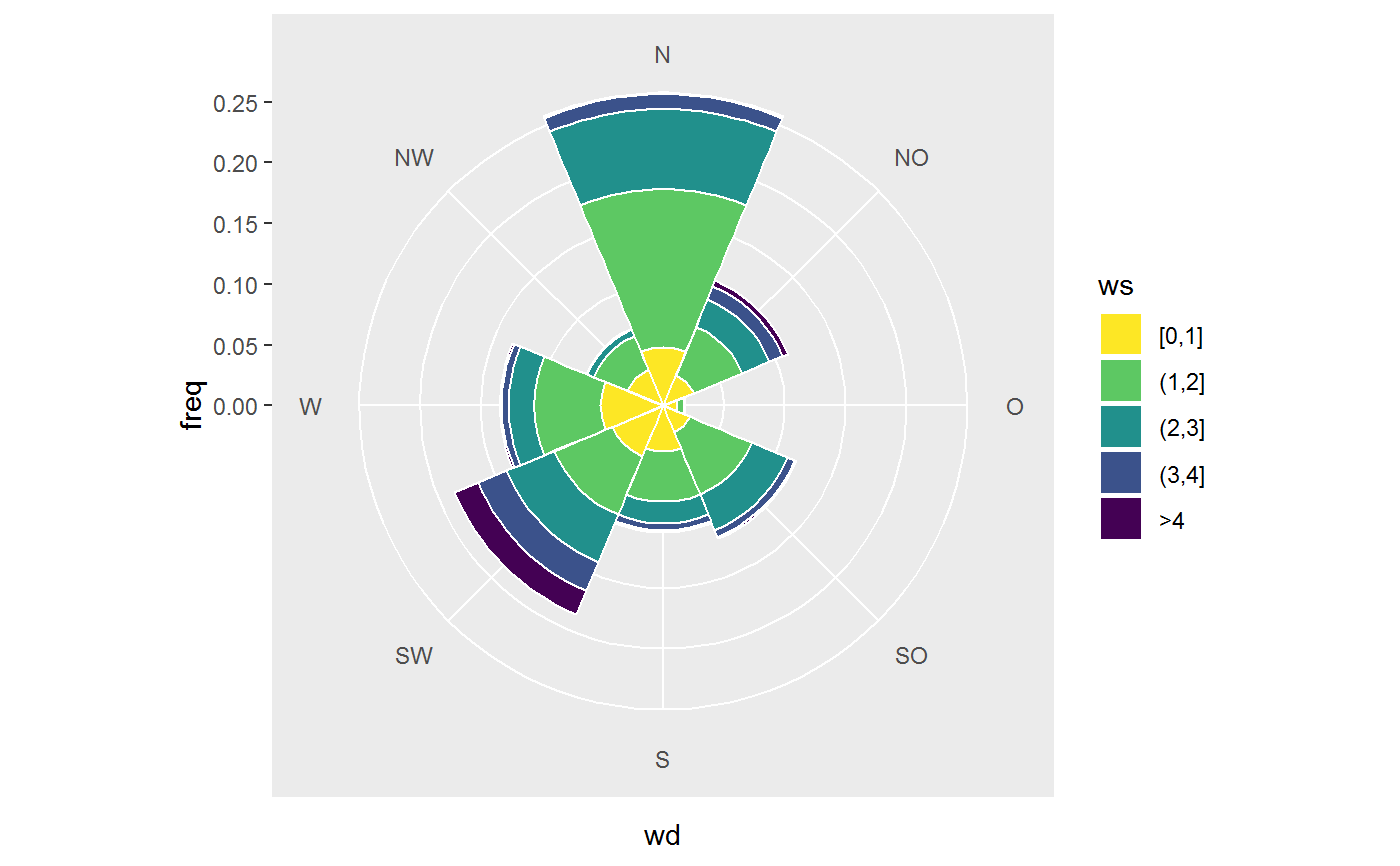 N
0.25
0.20
NW
NO
0.15
0.10
0.05
0.00
freq
W
O
SW
SO
S
wd
ws
[0,1]
(1,2]
(2,3]
(3,4]
>4